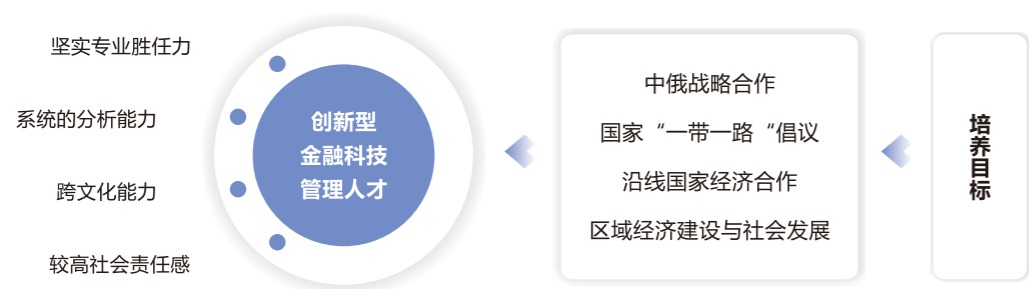 坚实专业胜任力
系统的分析能力
跨文化能力
较高社会责任感
创新型
金融科技
管理人才
中俄战略合作
国家“一带一路“倡议
沿线国家经济合作
区域经济建设与社会发展
培养目标